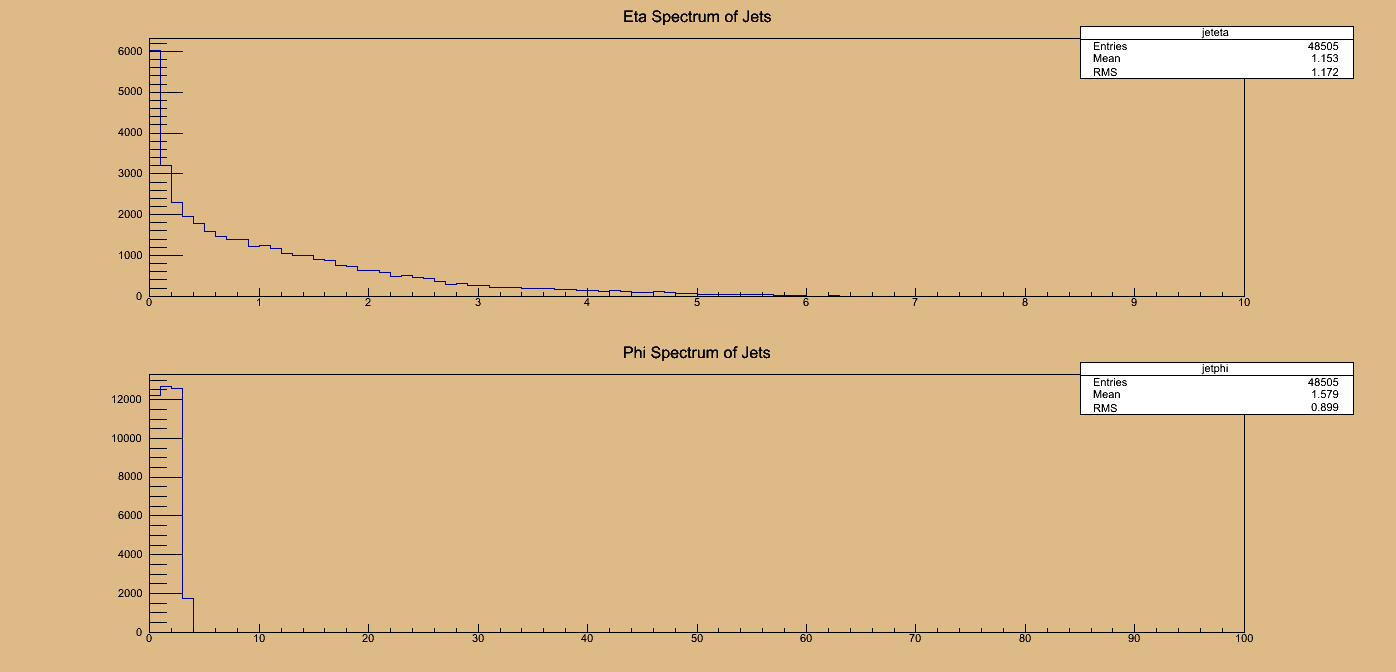 Eta Spectrum of Jets
jeteta
Entries 48505
Mean 1.153
RMS 1.172
6000
5000
4000
3000
2000
1000
0
0 1 2 3 4 5 6 7 8 9 10
Phi Spectrum of Jets
jetphi
Entries 48505
Mean 1.579
RMS 0.899
12000
10000
8000
6000
4000
2000
0
0 10 20 30 40 50 60 70 80 90 100